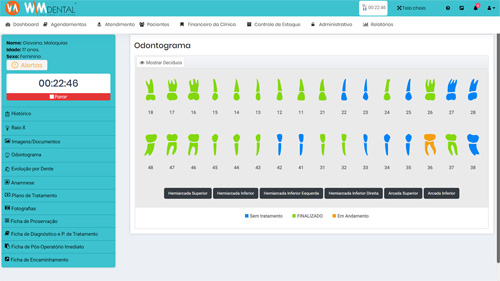 WMDENTAL
00:22:46
Tela cheia
Dashboard
Agendamentos
Atendimento
Pacientes
Financeiro da Clínica
Controle de Estoque
Administrativo
Relatórios
Nome: Giovana Malaquias
Idade: 17 anos.
Sexo: Feminino
Alertas
00:22:46
Parar
Histórico
Raio X
Imagens/Documentos
Odontograma
Evolução por Dente
Anamnese
Plano de Tratamento
Fotografias
Ficha de Preservação
Ficha de Diagnóstico e P. de Tratamento
Ficha de Pós-Operatório Imediato
Ficha de Encaminhamento
Odontograma
Mostrar Decíduos
18 17 16 15 14 13 12 11 21 22 23 24 25 26 27 28
48 47 46 45 44 43 42 41 31 32 33 34 35 36 37 38
Hemiarcada Superior
Hemiarcada Inferior
Hemiarcada Inferior Esquerda
Hemiarcada Inferior Direita
Arcada Superior
Arcada Inferior
Sem tratamento
FINALIZADO
Em Andamento